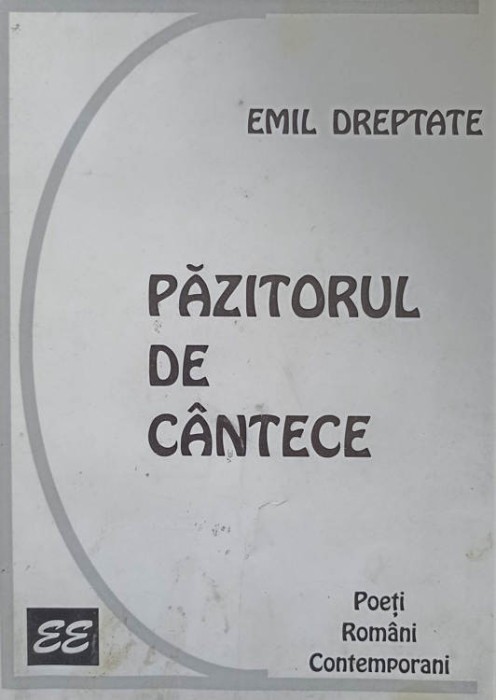 EMIL DREPTATE
PĂZITORUL
DE
CÂNTECE
Poeți
Români
Contemporani
EE